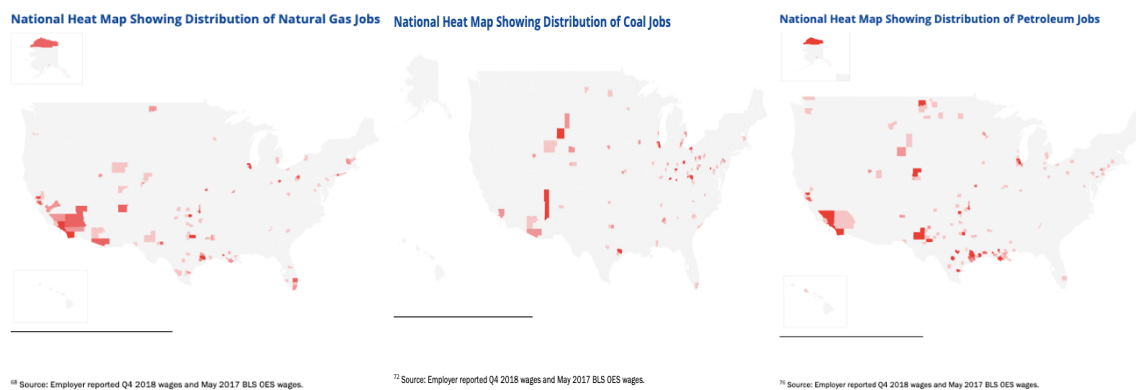 National Heat Map Showing Distribution of Natural Gas Jobs
National Heat Map Showing Distribution of Coal Jobs
National Heat Map Showing Distribution of Petroleum Jobs
68 Source: Employer reported Q4 2018 wages and May 2017 BLS OES wages.
72 Source: Employer reported Q4 2018 wages and May 2017 BLS OES wages.
76 Source: Employer reported Q4 2018 wages and May 2017 BLS OES wages.